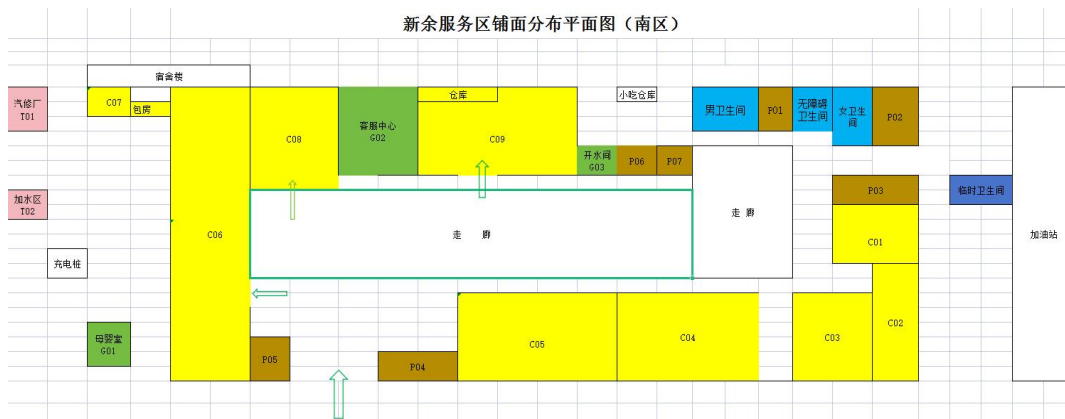 新余服务区铺面分布平面图（南区）
宿舍楼
汽修厂
T01
C07
包房
C08
客服中心
G02
仓库
C09
小吃仓库
男卫生间
P01
无障碍
卫生间
女卫生
间
P02
开水间
G03
P06
P07
加水区
T02
P03
临时卫生间
C06
走 廊
走 廊
C01
加油站
充电桩
母婴室
G01
P05
P04
C05
C04
C03
C02